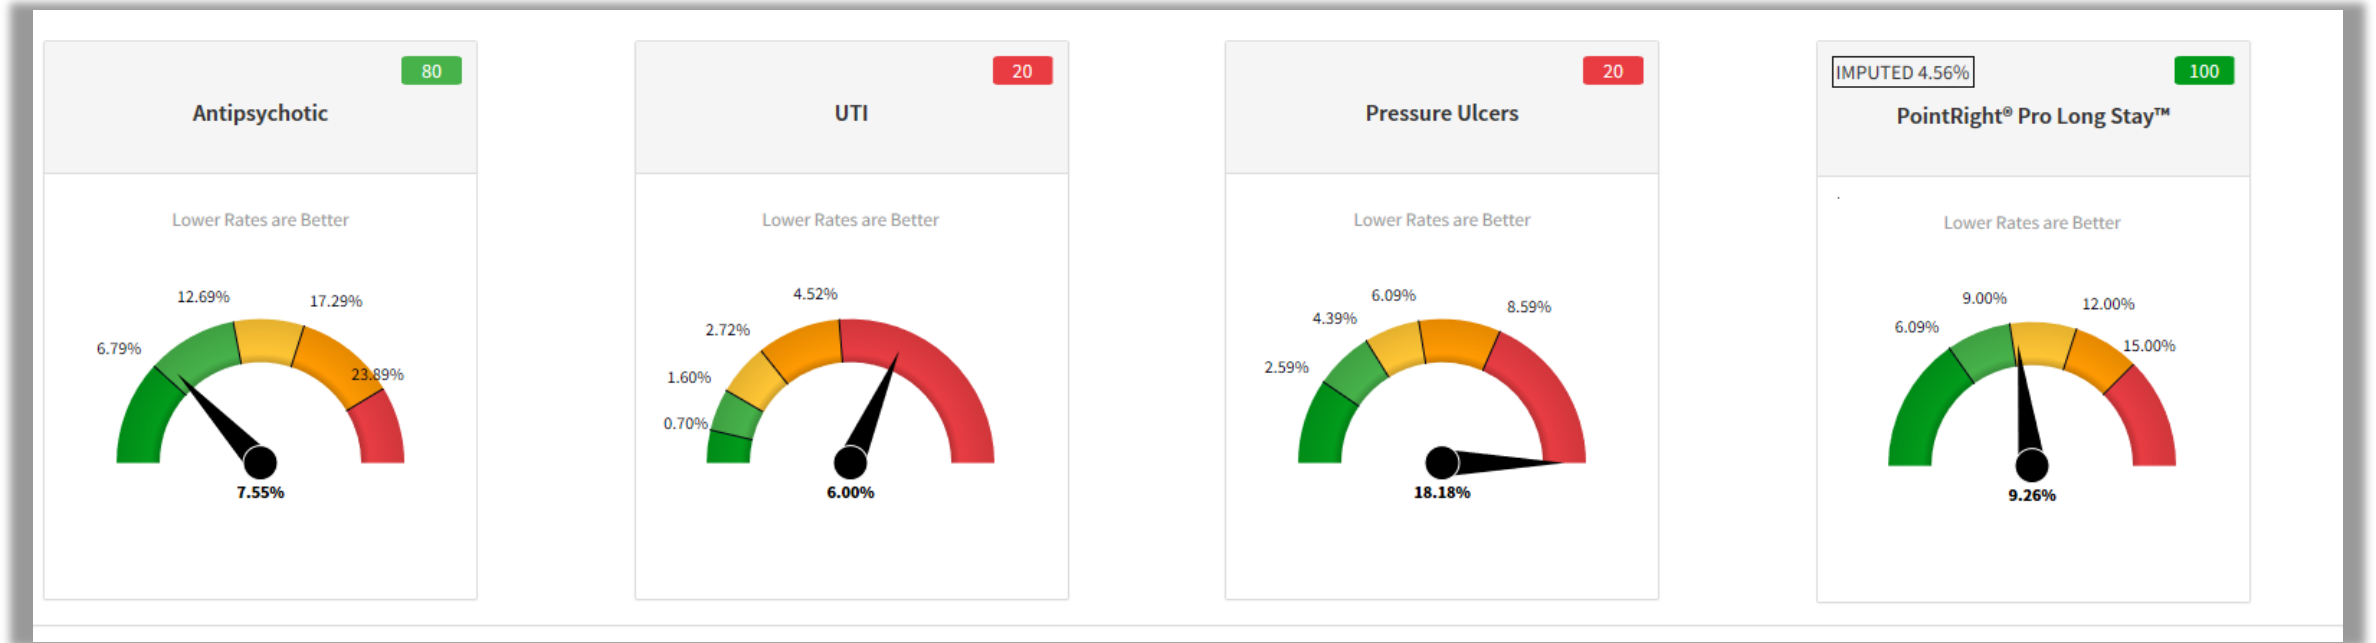 80
Antipsychotic
Lower Rates are Better
12.69%
17.29%
6.79%
23.89%
7.55%
20
UTI
Lower Rates are Better
4.52%
2.72%
1.60%
0.70%
6.00%
20
Pressure Ulcers
Lower Rates are Better
6.09%
8.59%
4.39%
2.59%
18.18%
IMPUTED 4.56%
100
PointRight® Pro Long Stay™
Lower Rates are Better
9.00%
12.00%
6.09%
15.00%
9.26%